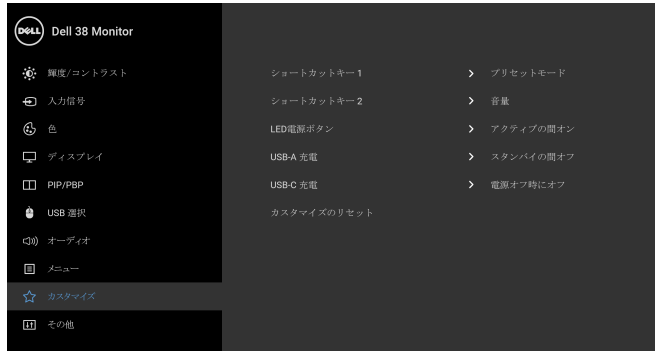 DELL Dell 38 Monitor
輝度/コントラスト
ショートカットキー 1 > プリセットモード
入力信号
ショートカットキー 2 > 音量
色
LED電源ボタン > アクティブの間オン
ディスプレイ
USB-A 充電 > スタンバイの間オフ
PIP/PBP
USB-C 充電 > 電源オフ時にオフ
USB 選択
カスタマイズのリセット
オーディオ
メニュー
カスタマイズ
その他